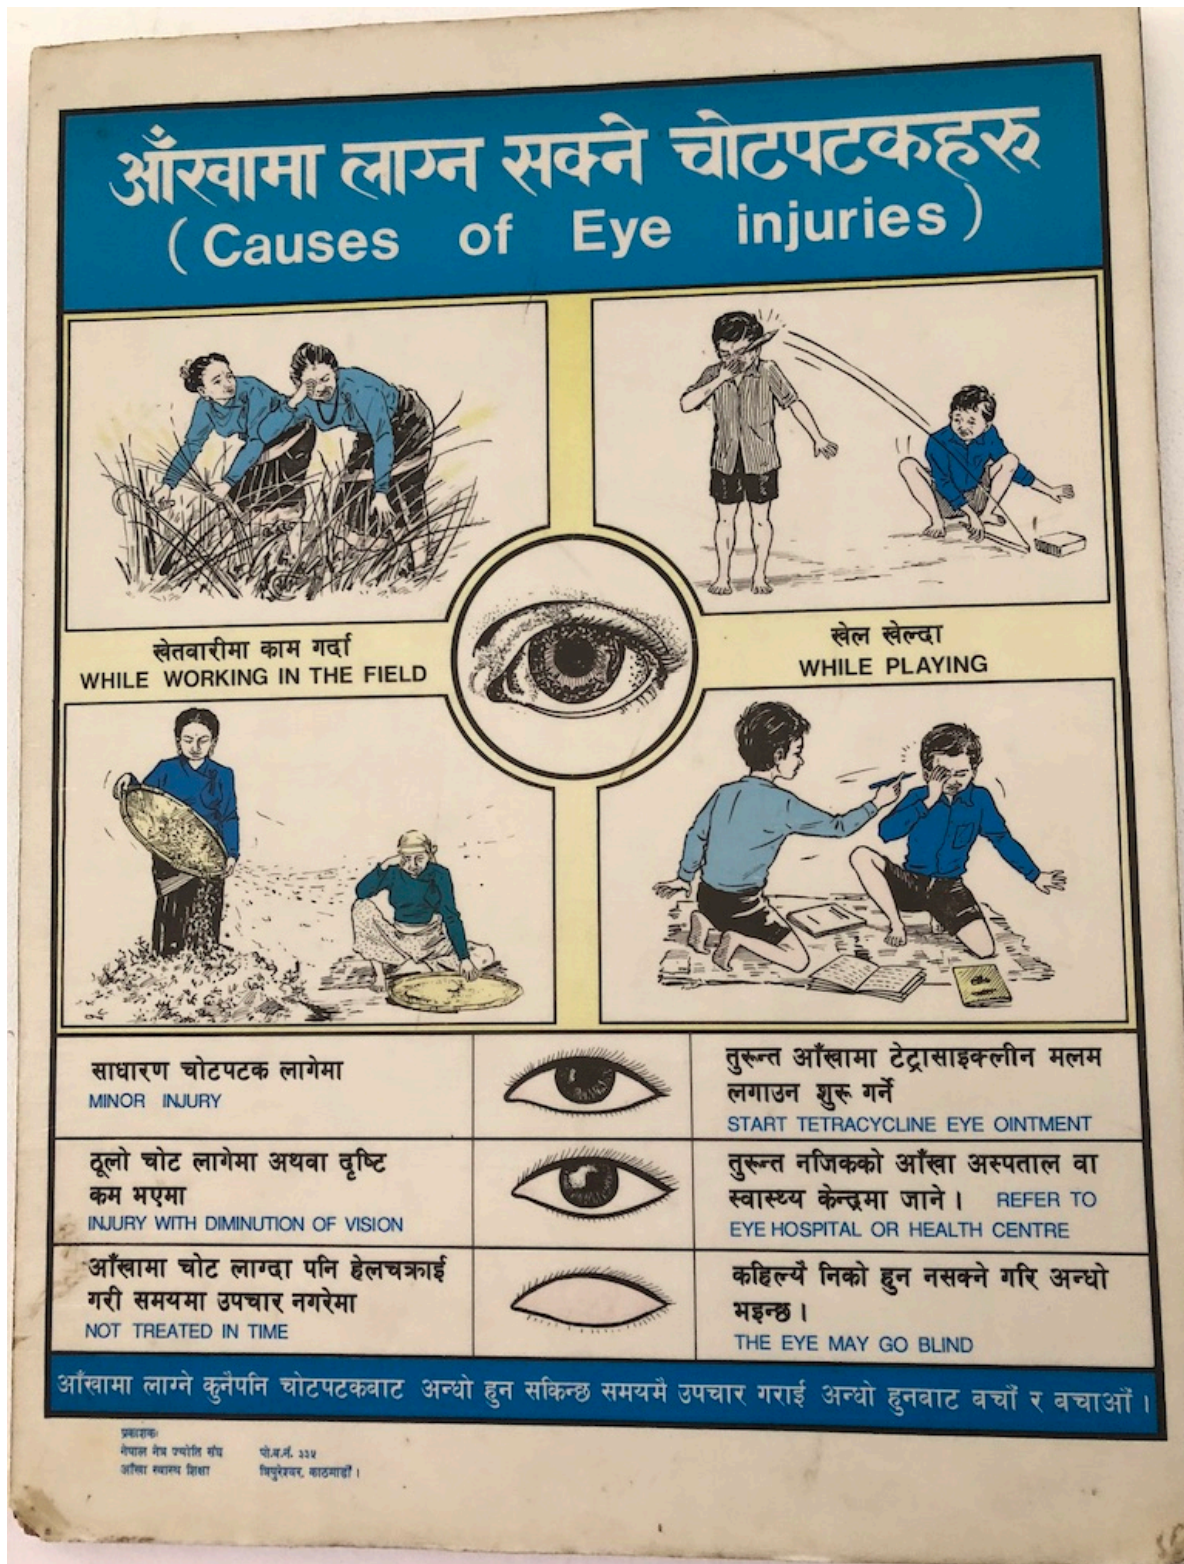 आँखामा लाग्न सक्ने चोटपटकहरु
( Causes of Eye injuries )
खेतवारीमा काम गर्दा
WHILE WORKING IN THE FIELD
खेल खेल्दा
WHILE PLAYING
साधारण चोटपटक लागेमा
MINOR INJURY
तुरून्त आँखामा टेट्रासाइक्लीन मलम
लगाउन शुरू गर्ने
START TETRACYCLINE EYE OINTMENT
ठूलो चोट लागेमा अथवा दृष्टि
कम भएमा
INJURY WITH DIMINUTION OF VISION
तुरून्त नजिकको आँखा अस्पताल वा
स्वास्थ्य केन्द्रमा जाने । REFER TO
EYE HOSPITAL OR HEALTH CENTRE
आँखामा चोट लाग्दा पनि हेलचक्राई
गरी समयमा उपचार नगरेमा
NOT TREATED IN TIME
कहिल्यै निको हुन नसक्ने गरि अन्धो
भइन्छ ।
THE EYE MAY GO BLIND
आँखामा लाग्ने कुनैपनि चोटपटकबाट अन्धो हुन सकिन्छ समयमै उपचार गराई अन्धो हुनबाट बचौं र बचाऔं ।
प्रकाशकः
नेपाल नेत्र ज्योति संघ पो.ब.नं. ३३५
आँखा स्वास्थ्य शिक्षा त्रिपुरेश्वर, काठमाडौं ।